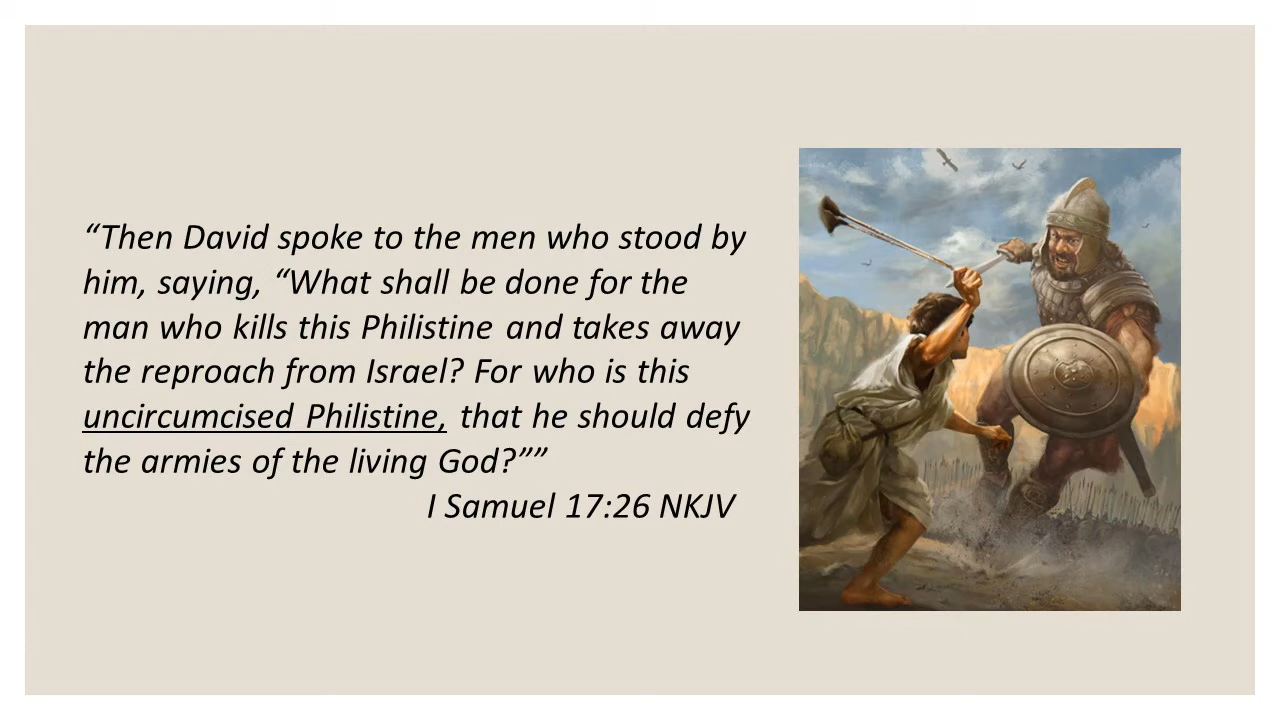 “Then David spoke to the men who stood by
him, saying, “What shall be done for the
man who kills this Philistine and takes away
the reproach from Israel? For who is this
uncircumcised Philistine, that he should defy
the armies of the living God?””
I Samuel 17:26 NKJV